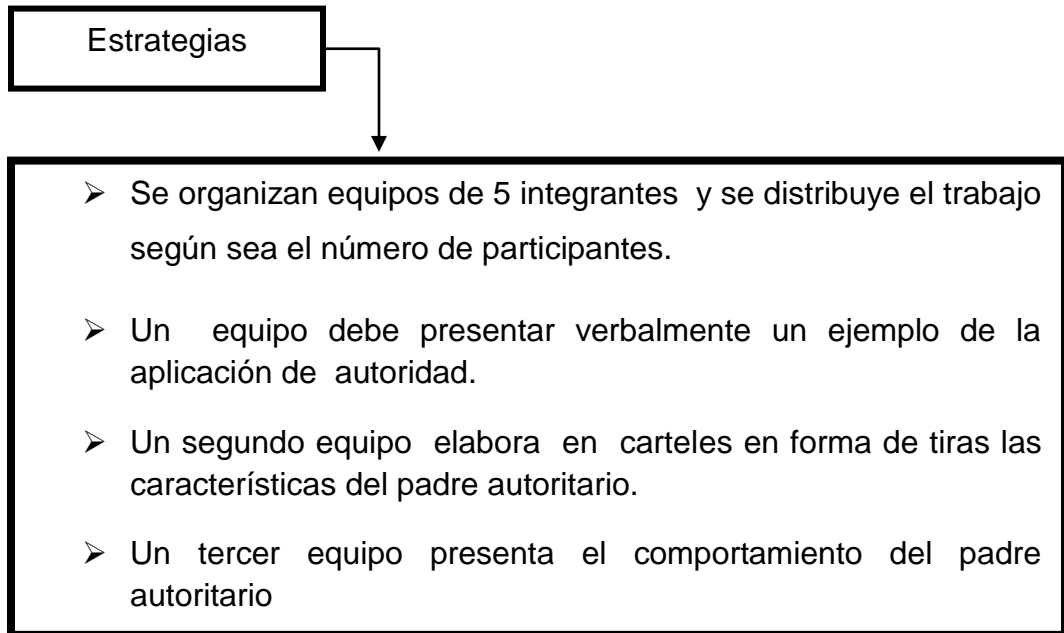 Estrategias
➢ Se organizan equipos de 5 integrantes y se distribuye el trabajo
según sea el número de participantes.
➢ Un equipo debe presentar verbalmente un ejemplo de la
aplicación de autoridad.
➢ Un segundo equipo elabora en carteles en forma de tiras las
características del padre autoritario.
➢ Un tercer equipo presenta el comportamiento del padre
autoritario